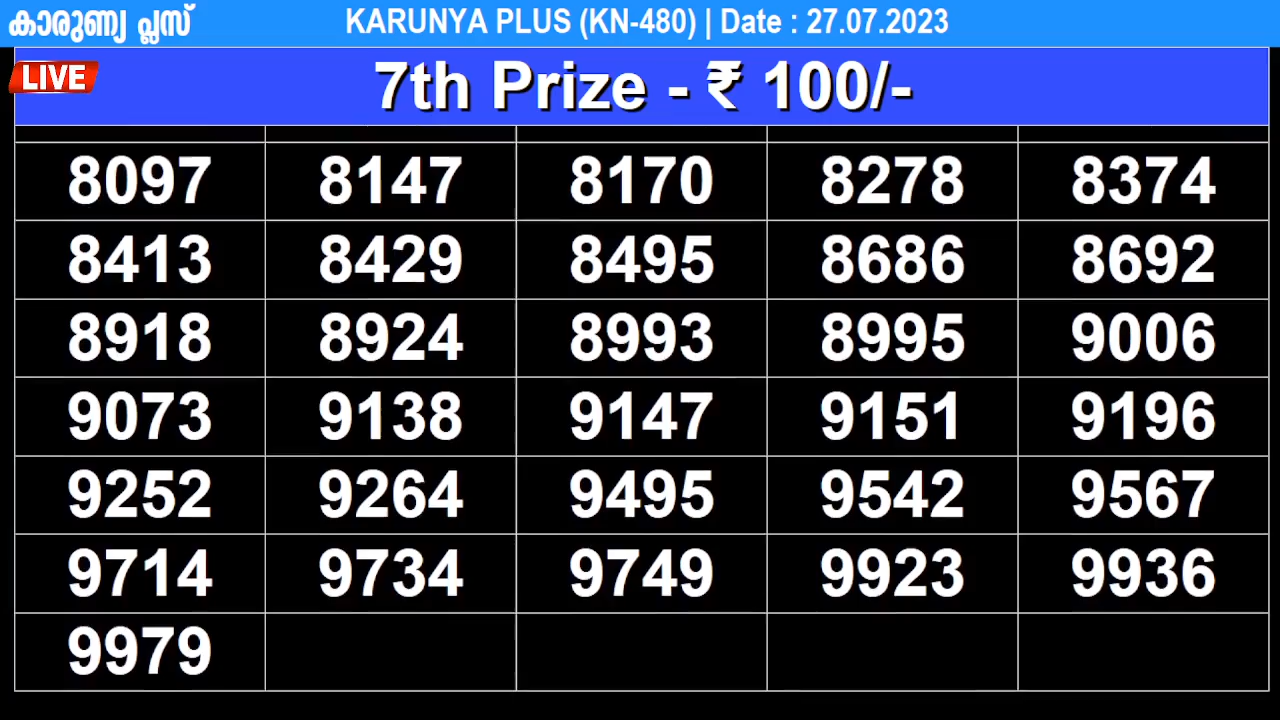 കാരുണ്യ പ്ലസ് KARUNYA PLUS (KN-480) | Date : 27.07.2023
LIVE
7th Prize - ₹ 100/-
8097 8147 8170 8278 8374
8413 8429 8495 8686 8692
8918 8924 8993 8995 9006
9073 9138 9147 9151 9196
9252 9264 9495 9542 9567
9714 9734 9749 9923 9936
9979